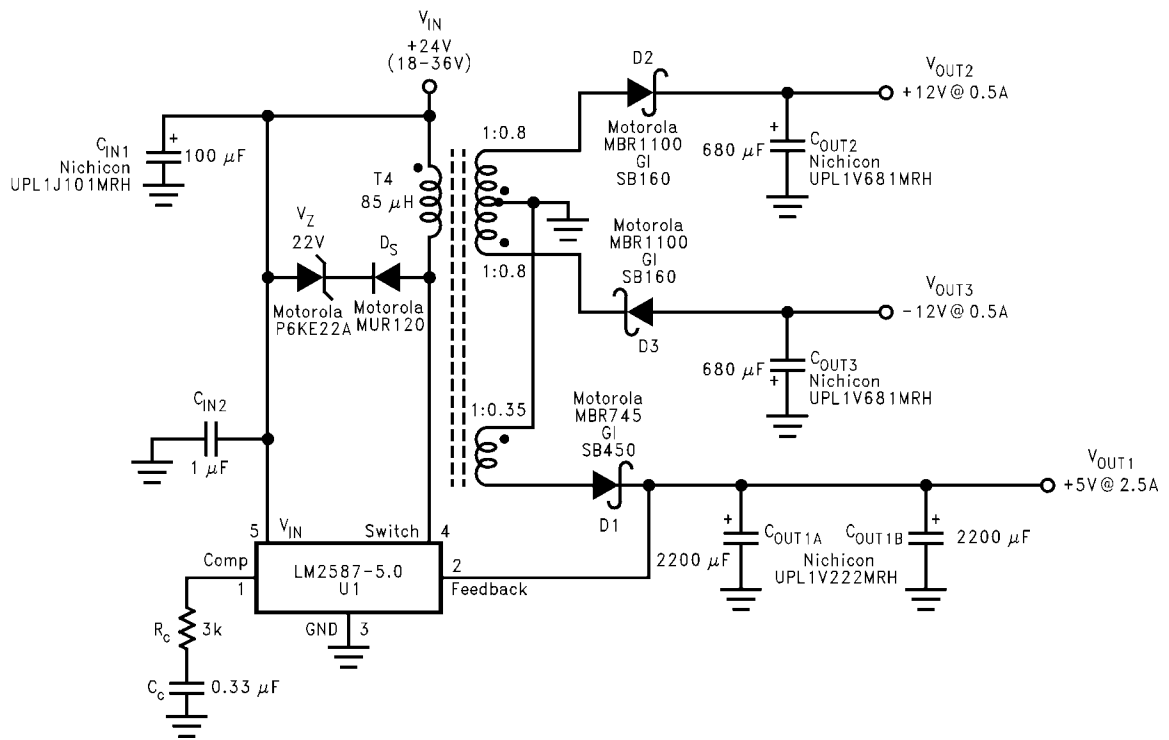 V_IN
+24V
(18-36V)
D2
V_OUT2
+12V @ 0.5A
C_IN1
Nichicon
UPL1J101MRH
+
100 μF
1:0.8
Motorola
MBR1100
GI
SB160
680 μF
+
C_OUT2
Nichicon
UPL1V681MRH
T4
85 μH
V_Z
22V
D_S
Motorola
P6KE22A
Motorola
MUR120
1:0.8
Motorola
MBR1100
GI
SB160
D3
V_OUT3
-12V @ 0.5A
680 μF
+
C_OUT3
Nichicon
UPL1V681MRH
C_IN2
1 μF
1:0.35
Motorola
MBR745
GI
SB450
D1
V_OUT1
+5V @ 2.5A
+
2200 μF
C_OUT1A
C_OUT1B
+
2200 μF
Nichicon
UPL1V222MRH
5
V_IN
Switch
4
Comp
1
LM2587-5.0
U1
2
Feedback
GND
3
R_c
3k
C_c
0.33 μF